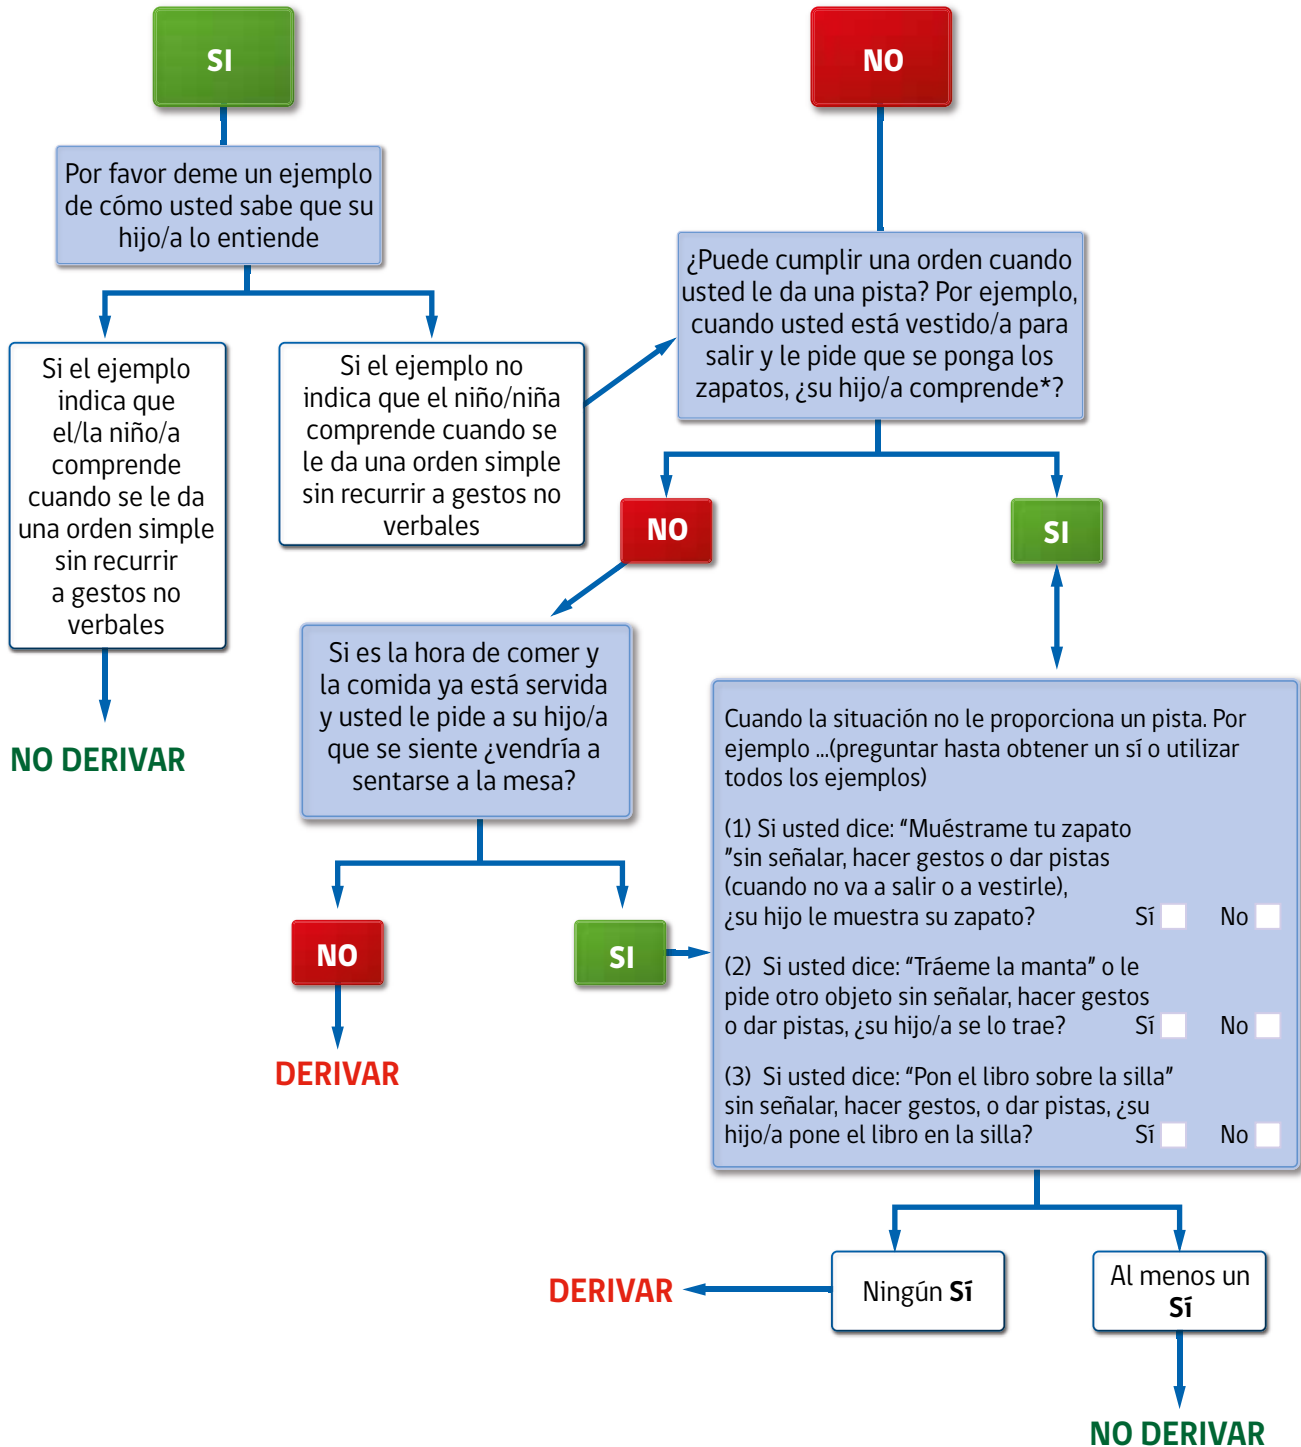 SI
NO
Por favor deme un ejemplo
de cómo usted sabe que su
hijo/a lo entiende
¿Puede cumplir una orden cuando
usted le da una pista? Por ejemplo,
cuando usted está vestido/a para
salir y le pide que se ponga los
zapatos, ¿su hijo/a comprende*?
Si el ejemplo
indica que
el/la niño/a
comprende
cuando se le da
una orden simple
sin recurrir
a gestos no
verbales
Si el ejemplo no
indica que el niño/niña
comprende cuando se
le da una orden simple
sin recurrir a gestos no
verbales
NO
SI
NO DERIVAR
Si es la hora de comer y
la comida ya está servida
y usted le pide a su hijo/a
que se siente ¿vendría a
sentarse a la mesa?
Cuando la situación no le proporciona un pista. Por
ejemplo ...(preguntar hasta obtener un sí o utilizar
todos los ejemplos)
(1) Si usted dice: "Muéstrame tu zapato
"sin señalar, hacer gestos o dar pistas
(cuando no va a salir o a vestirle),
¿su hijo le muestra su zapato? Sí No
(2) Si usted dice: "Tráeme la manta" o le
pide otro objeto sin señalar, hacer gestos
o dar pistas, ¿su hijo/a se lo trae? Sí No
(3) Si usted dice: "Pon el libro sobre la silla"
sin señalar, hacer gestos, o dar pistas, ¿su
hijo/a pone el libro en la silla? Sí No
NO
SI
DERIVAR
DERIVAR
Ningún Sí
Al menos un
Sí
NO DERIVAR